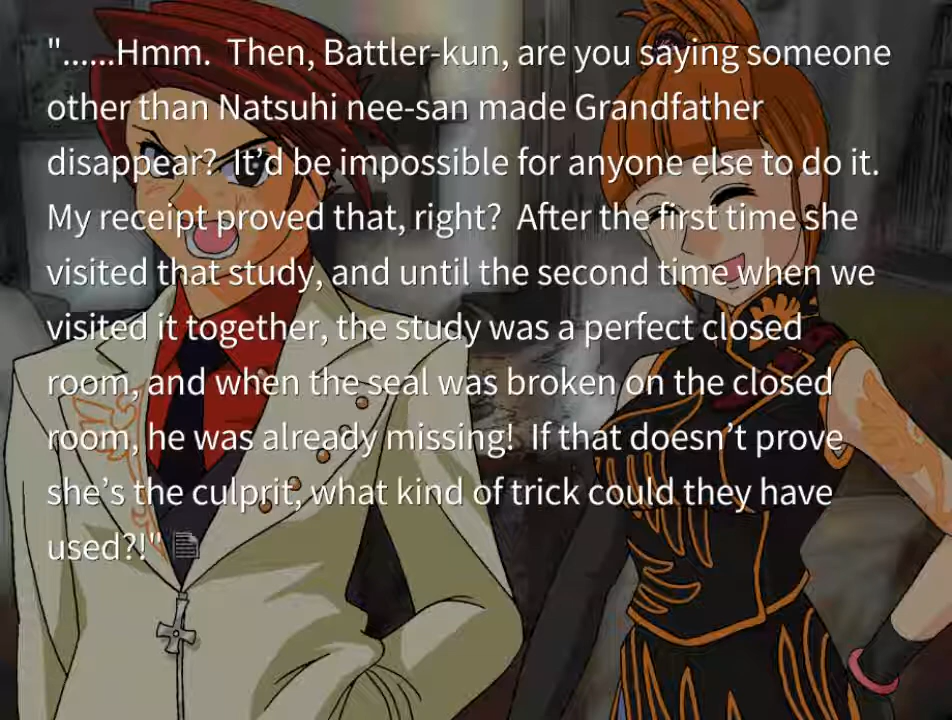 "......Hmm.  Then, Battler-kun, are you saying someone
other than Natsuhi nee-san made Grandfather
disappear?  It’d be impossible for anyone else to do it.
My receipt proved that, right?  After the first time she
visited that study, and until the second time when we
visited it together, the study was a perfect closed
room, and when the seal was broken on the closed
room, he was already missing!  If that doesn’t prove
she’s the culprit, what kind of trick could they have
used?!"